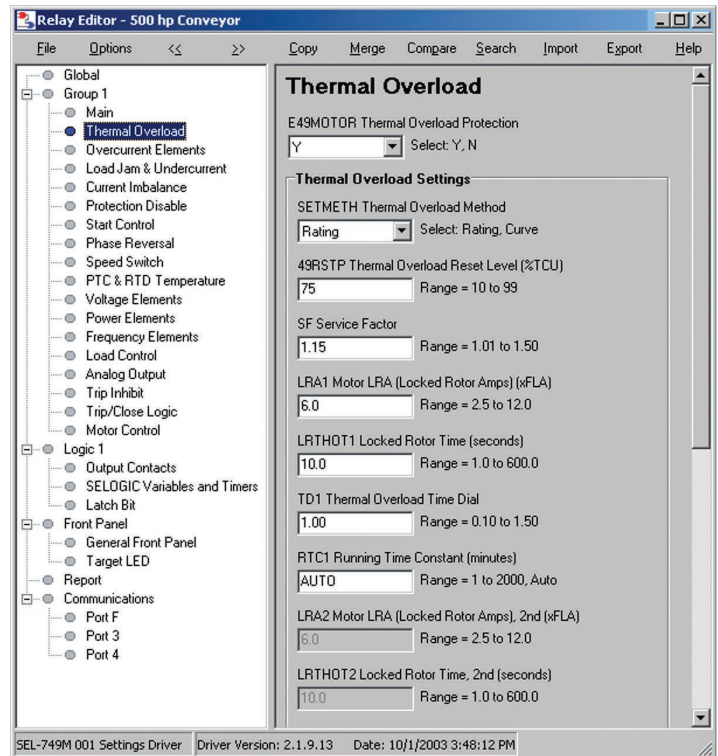 Relay Editor - 500 hp Conveyor
File Options << >> Copy Merge Compare Search Import Export Help
Global
Group 1
Main
Thermal Overload
Overcurrent Elements
Load Jam & Undercurrent
Current Imbalance
Protection Disable
Start Control
Phase Reversal
Speed Switch
PTC & RTD Temperature
Voltage Elements
Power Elements
Frequency Elements
Load Control
Analog Output
Trip Inhibit
Trip/Close Logic
Motor Control
Logic 1
Output Contacts
SELOGIC Variables and Timers
Latch Bit
Front Panel
General Front Panel
Target LED
Report
Communications
Port F
Port 3
Port 4
Thermal Overload
E49MOTOR Thermal Overload Protection
Y Select: Y, N
Thermal Overload Settings
SETMETH Thermal Overload Method
Rating Select: Rating, Curve
49RSTP Thermal Overload Reset Level (%TCU)
75 Range = 10 to 99
SF Service Factor
1.15 Range = 1.01 to 1.50
LRA1 Motor LRA (Locked Rotor Amps) (xFLA)
6.0 Range = 2.5 to 12.0
LRTHOT1 Locked Rotor Time (seconds)
10.0 Range = 1.0 to 600.0
TD1 Thermal Overload Time Dial
1.00 Range = 0.10 to 1.50
RTC1 Running Time Constant (minutes)
AUTO Range = 1 to 2000, Auto
LRA2 Motor LRA (Locked Rotor Amps), 2nd (xFLA)
6.0 Range = 2.5 to 12.0
LRTHOT2 Locked Rotor Time, 2nd (seconds)
10.0 Range = 1.0 to 600.0
SEL-749M 001 Settings Driver Driver Version: 2.1.9.13 Date: 10/1/2003 3:48:12 PM